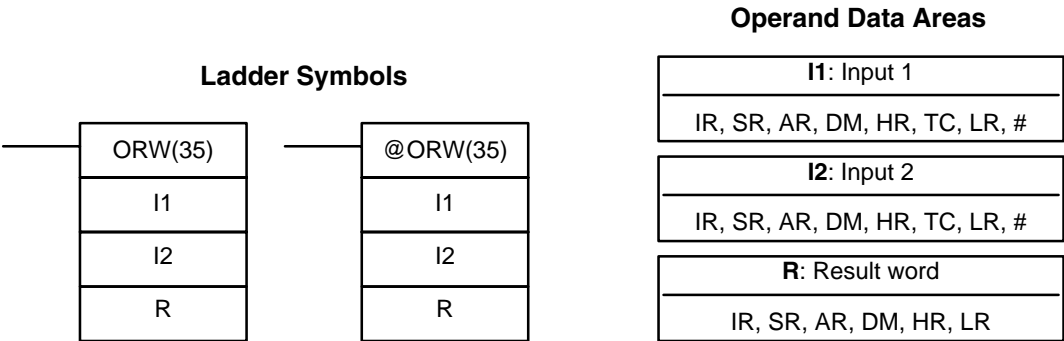 Operand Data Areas
Ladder Symbols
I1: Input 1
IR, SR, AR, DM, HR, TC, LR, #
I2: Input 2
IR, SR, AR, DM, HR, TC, LR, #
R: Result word
IR, SR, AR, DM, HR, LR
ORW(35)
I1
I2
R
@ORW(35)
I1
I2
R